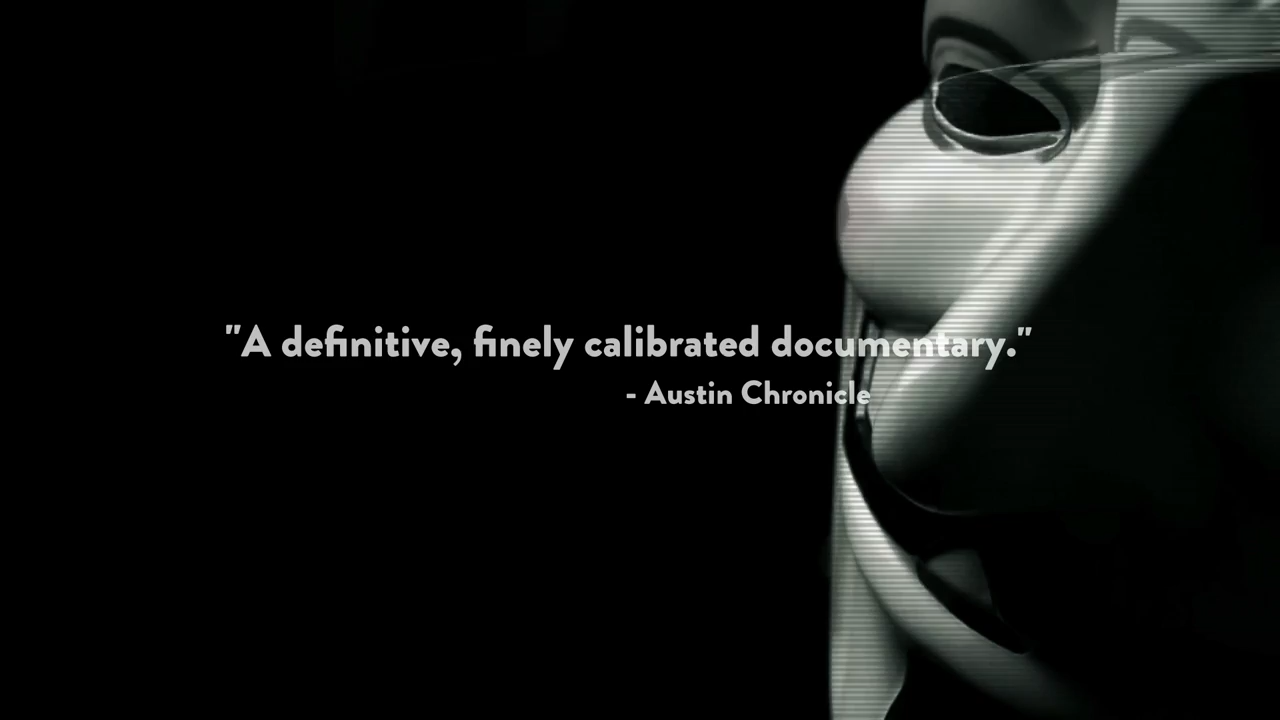 "A definitive, finely calibrated documentary."
- Austin Chronicle